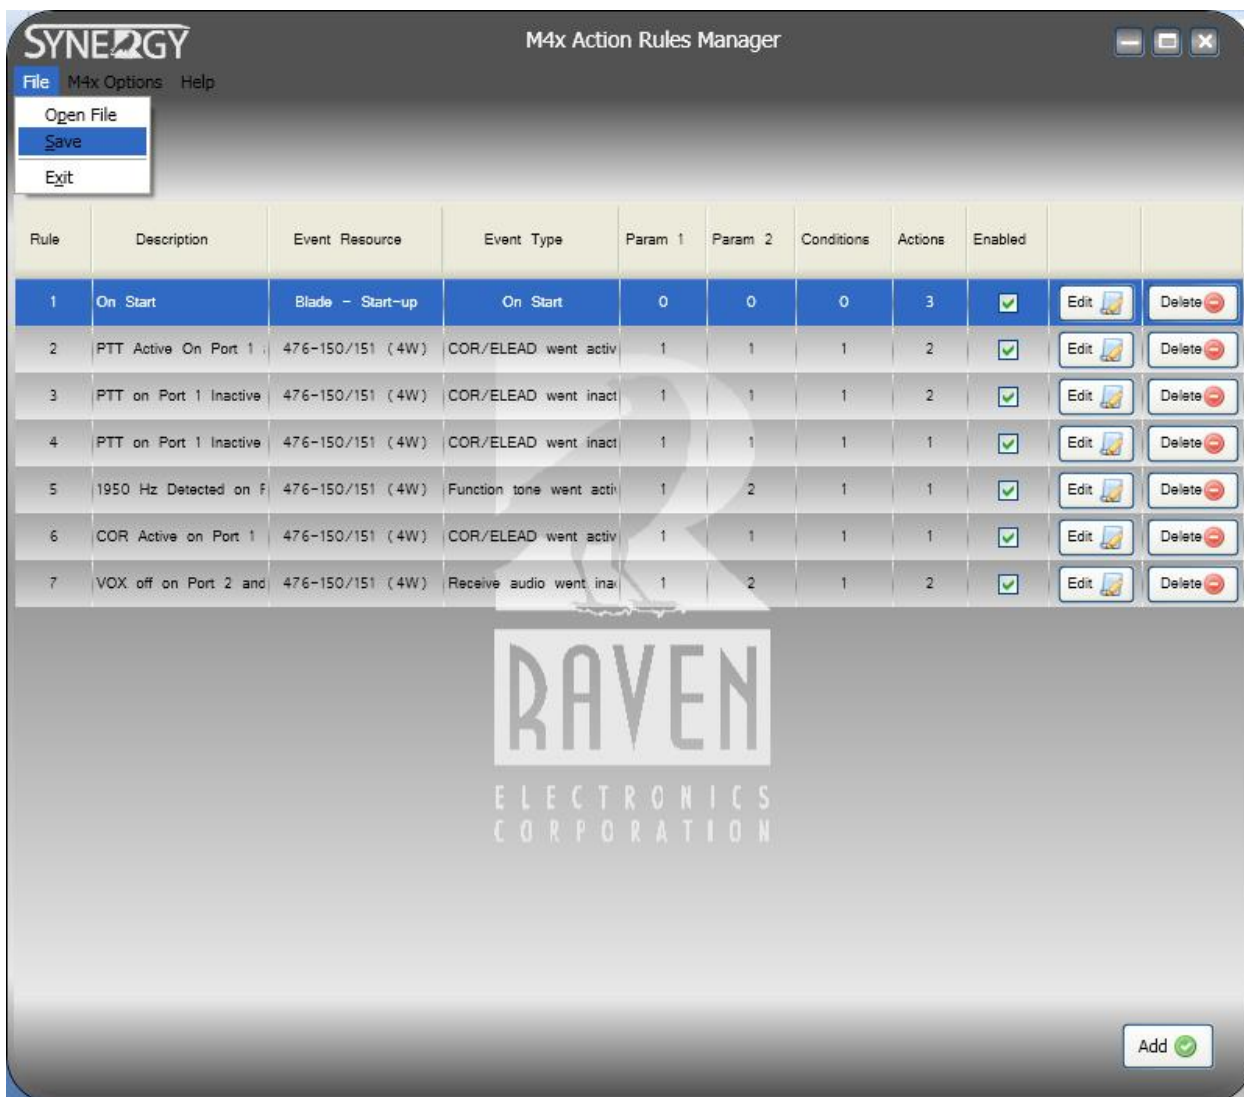 SYNERGY
M4x Action Rules Manager
File M4x Options Help
Open File
Save
Exit
Rule Description Event Resource Event Type Param 1 Param 2 Conditions Actions Enabled
1 On Start Blade - Start-up On Start 0 0 0 3 Edit Delete
2 PTT Active On Port 1 476-150/151 (4W) COR/ELEAD went activ 1 1 1 2 Edit Delete
3 PTT on Port 1 Inactive 476-150/151 (4W) COR/ELEAD went inact 1 1 1 2 Edit Delete
4 PTT on Port 1 Inactive 476-150/151 (4W) COR/ELEAD went inact 1 1 1 1 Edit Delete
5 1950 Hz Detected on 476-150/151 (4W) Function tone went activ 1 2 1 1 Edit Delete
6 COR Active on Port 1 476-150/151 (4W) COR/ELEAD went activ 1 1 1 1 Edit Delete
7 VOX off on Port 2 and 476-150/151 (4W) Receive audio went ina 1 2 1 2 Edit Delete
RAVEN
ELECTRONICS
CORPORATION
Add